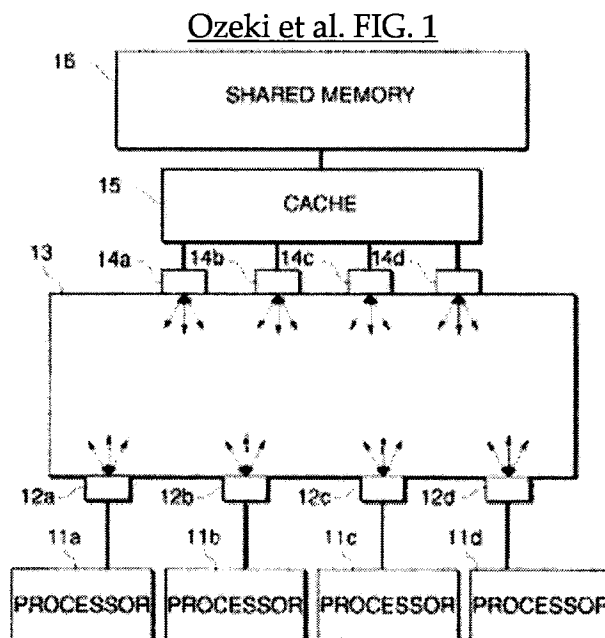 Ozeki et al. FIG. 1
16
SHARED MEMORY
15
CACHE
13 14a 14b 14c 14d
12a 12b 12c 12d
11a 11b 11c 11d
PROCESSOR PROCESSOR PROCESSOR PROCESSOR